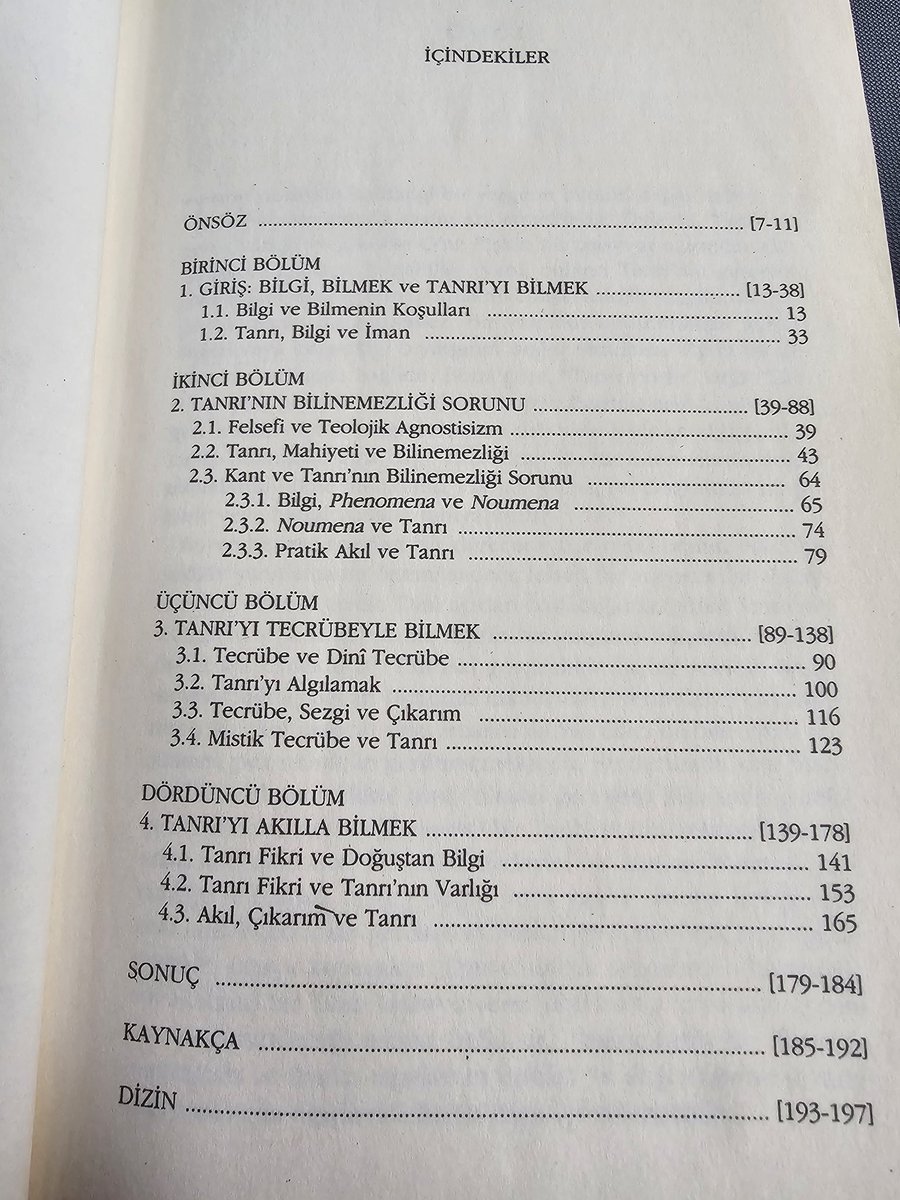 İÇİNDEKİLER
ÖNSÖZ ........ [7-11]
BİRİNCİ BÖLÜM
1. GİRİŞ: BİLGİ, BİLMEK ve TANRI'YI BİLMEK ........ [13-38]
1.1. Bilgi ve Bilmenin Koşulları ........ 13
1.2. Tanrı, Bilgi ve İman ........ 33
İKİNCİ BÖLÜM
2. TANRI'NIN BİLİNEMEZLİĞİ SORUNU ........ [39-88]
2.1. Felsefi ve Teolojik Agnostisizm ........ 39
2.2. Tanrı, Mahiyeti ve Bilinemezliği ........ 43
2.3. Kant ve Tanrı'nın Bilinemezliği Sorunu ........ 64
2.3.1. Bilgi, Phenomena ve Noumena ........ 65
2.3.2. Noumena ve Tanrı ........ 74
2.3.3. Pratik Akıl ve Tanrı ........ 79
ÜÇÜNCÜ BÖLÜM
3. TANRI'YI TECRÜBEYLE BİLMEK ........ [89-138]
3.1. Tecrübe ve Dinî Tecrübe ........ 90
3.2. Tanrı'yı Algılamak ........ 100
3.3. Tecrübe, Sezgi ve Çıkarım ........ 116
3.4. Mistik Tecrübe ve Tanrı ........ 123
DÖRDÜNCÜ BÖLÜM
4. TANRI'YI AKILLA BİLMEK ........ [139-178]
4.1. Tanrı Fikri ve Doğuştan Bilgi ........ 141
4.2. Tanrı Fikri ve Tanrı'nın Varlığı ........ 153
4.3. Akıl, Çıkarım ve Tanrı ........ 165
SONUÇ ........ [179-184]
KAYNAKÇA ........ [185-192]
DİZİN ........ [193-197]